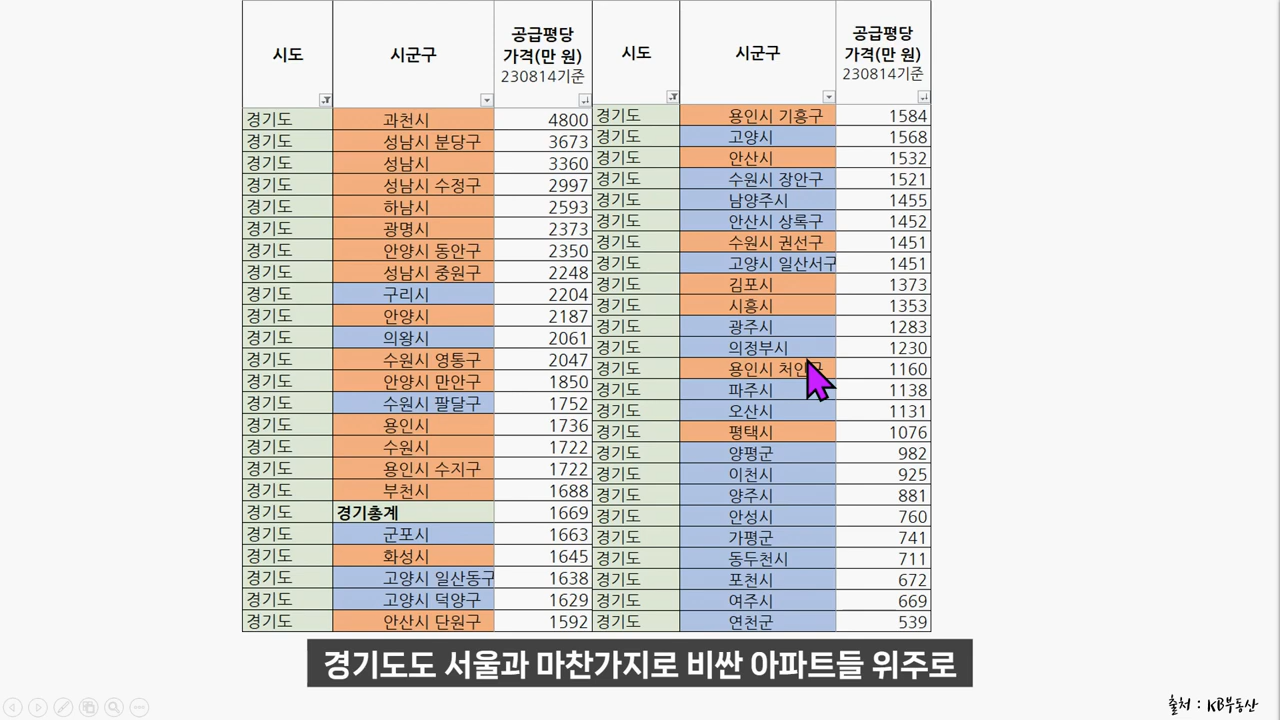 시도 시군구 공급평당 가격(만 원) 230814기준
경기도 과천시 4800
경기도 성남시 분당구 3673
경기도 성남시 3360
경기도 성남시 수정구 2997
경기도 하남시 2593
경기도 광명시 2373
경기도 안양시 동안구 2350
경기도 성남시 중원구 2248
경기도 구리시 2204
경기도 안양시 2187
경기도 의왕시 2061
경기도 수원시 영통구 2047
경기도 안양시 만안구 1850
경기도 수원시 팔달구 1752
경기도 용인시 1736
경기도 수원시 1722
경기도 용인시 수지구 1722
경기도 부천시 1688
경기도 경기총계 1669
경기도 군포시 1663
경기도 화성시 1645
경기도 고양시 일산동구 1638
경기도 고양시 덕양구 1629
경기도 안산시 단원구 1592
시도 시군구 공급평당 가격(만 원) 230814기준
경기도 용인시 기흥구 1584
경기도 고양시 1568
경기도 안산시 1532
경기도 수원시 장안구 1521
경기도 남양주시 1455
경기도 안산시 상록구 1452
경기도 수원시 권선구 1451
경기도 고양시 일산서구 1451
경기도 김포시 1373
경기도 시흥시 1353
경기도 광주시 1283
경기도 의정부시 1230
경기도 용인시 처인구 1160
경기도 파주시 1138
경기도 오산시 1131
경기도 평택시 1076
경기도 양평군 982
경기도 이천시 925
경기도 양주시 881
경기도 안성시 760
경기도 가평군 741
경기도 동두천시 711
경기도 포천시 672
경기도 여주시 669
경기도 연천군 539
경기도도 서울과 마찬가지로 비싼 아파트들 위주로
출처 : KB부동산